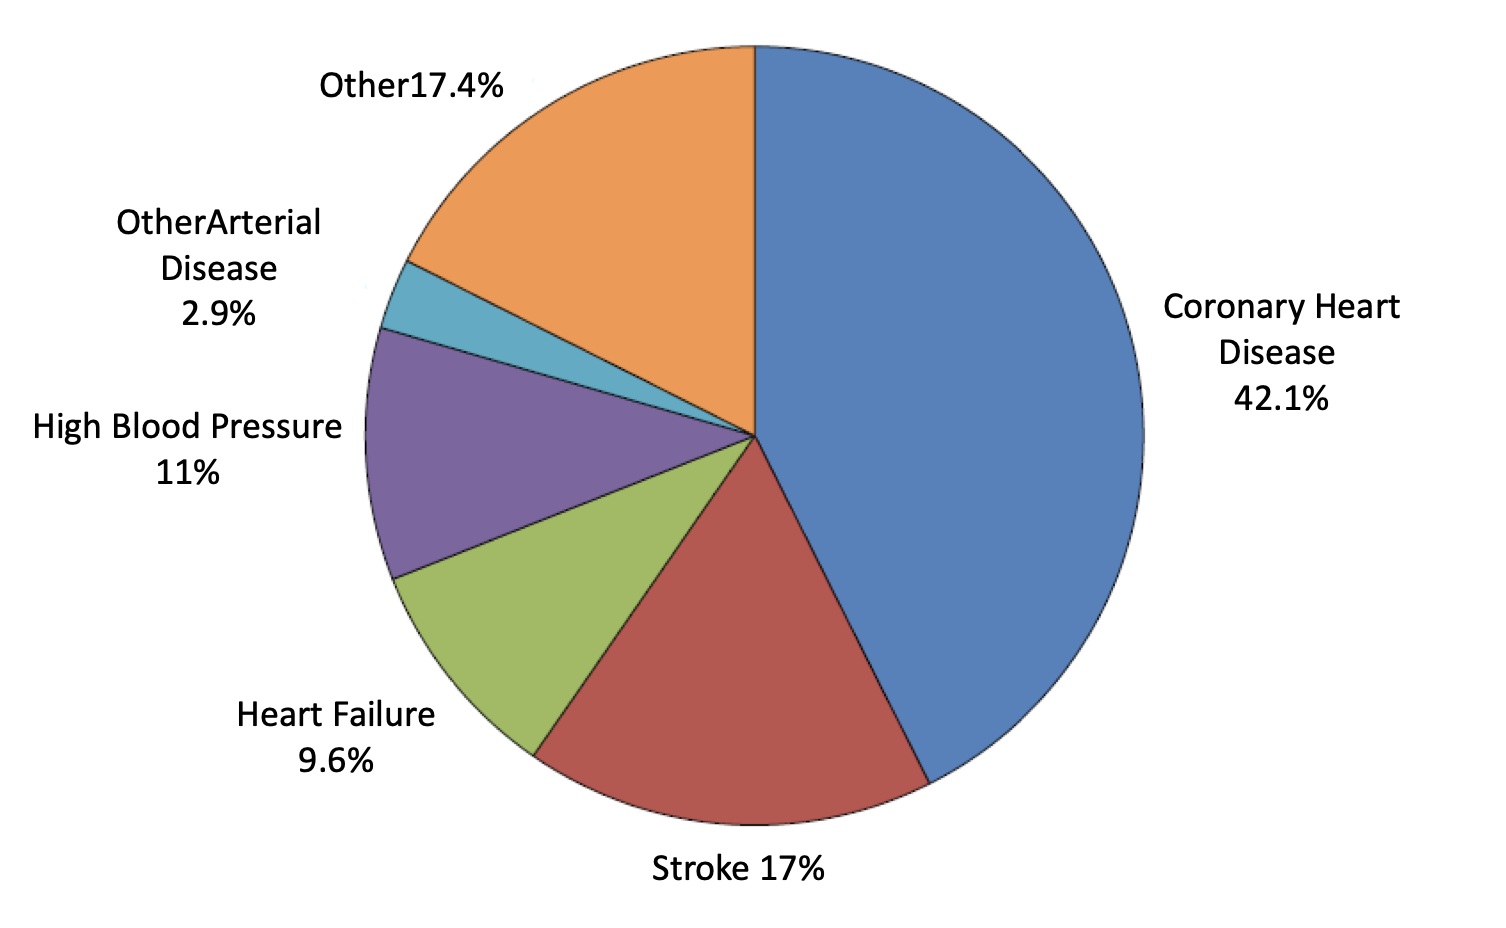 Other17.4%
OtherArterial
Disease
2.9%
Coronary Heart
Disease
42.1%
High Blood Pressure
11%
Heart Failure
9.6%
Stroke 17%